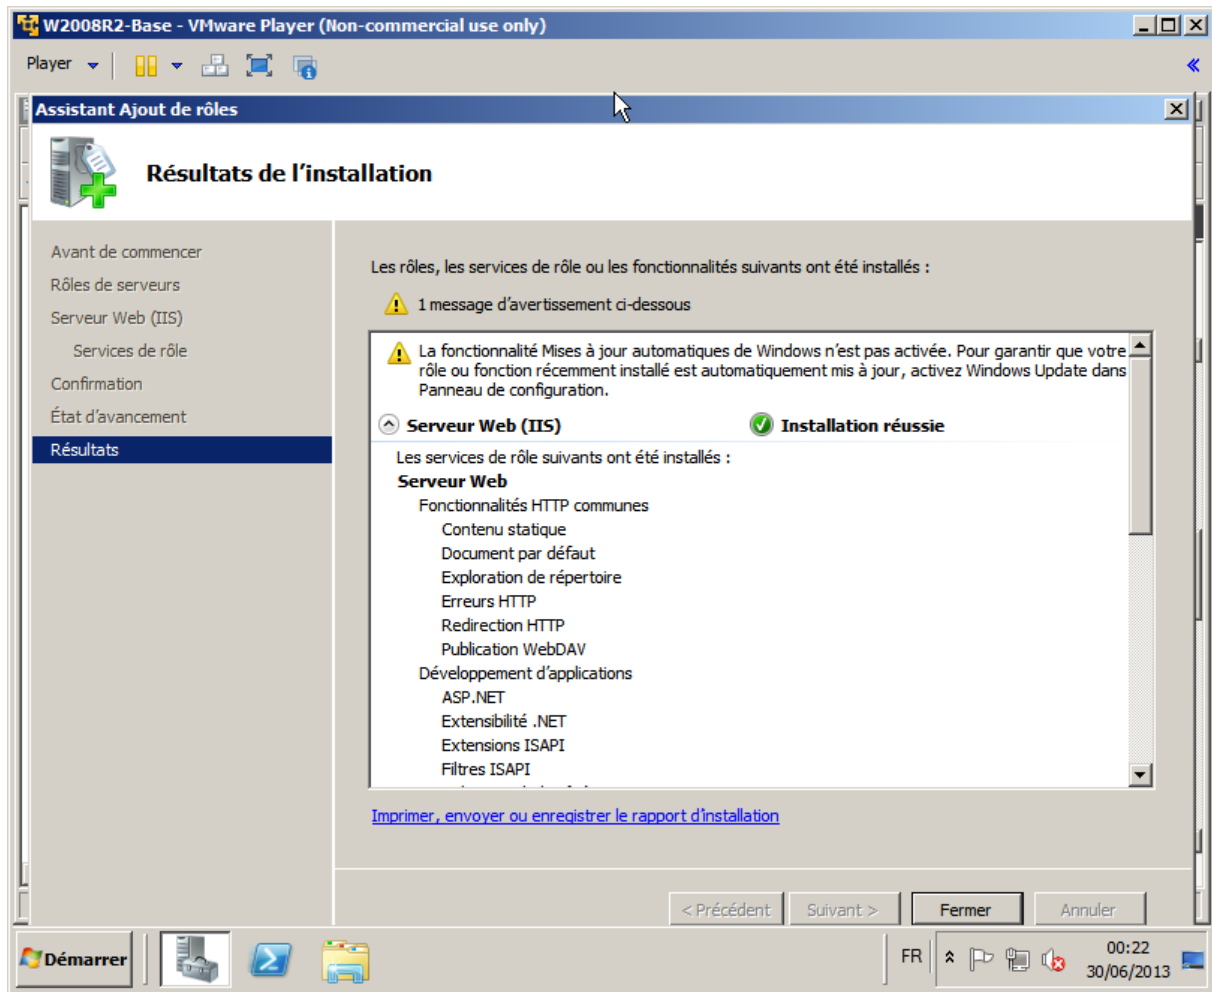 W2008R2-Base - VMware Player (Non-commercial use only)
Player
Assistant Ajout de rôles
Résultats de l'installation
Avant de commencer
Rôles de serveurs
Serveur Web (IIS)
Services de rôle
Confirmation
État d'avancement
Résultats
Les rôles, les services de rôle ou les fonctionnalités suivants ont été installés :
1 message d'avertissement ci-dessous
La fonctionnalité Mises à jour automatiques de Windows n'est pas activée. Pour garantir que votre
rôle ou fonction récemment installé est automatiquement mis à jour, activez Windows Update dans
Panneau de configuration.
Serveur Web (IIS) Installation réussie
Les services de rôle suivants ont été installés :
Serveur Web
Fonctionnalités HTTP communes
Contenu statique
Document par défaut
Exploration de répertoire
Erreurs HTTP
Redirection HTTP
Publication WebDAV
Développement d'applications
ASP.NET
Extensibilité .NET
Extensions ISAPI
Filtres ISAPI
Imprimer, envoyer ou enregistrer le rapport d'installation
< Précédent Suivant > Fermer Annuler
Démarrer FR 00:22
30/06/2013